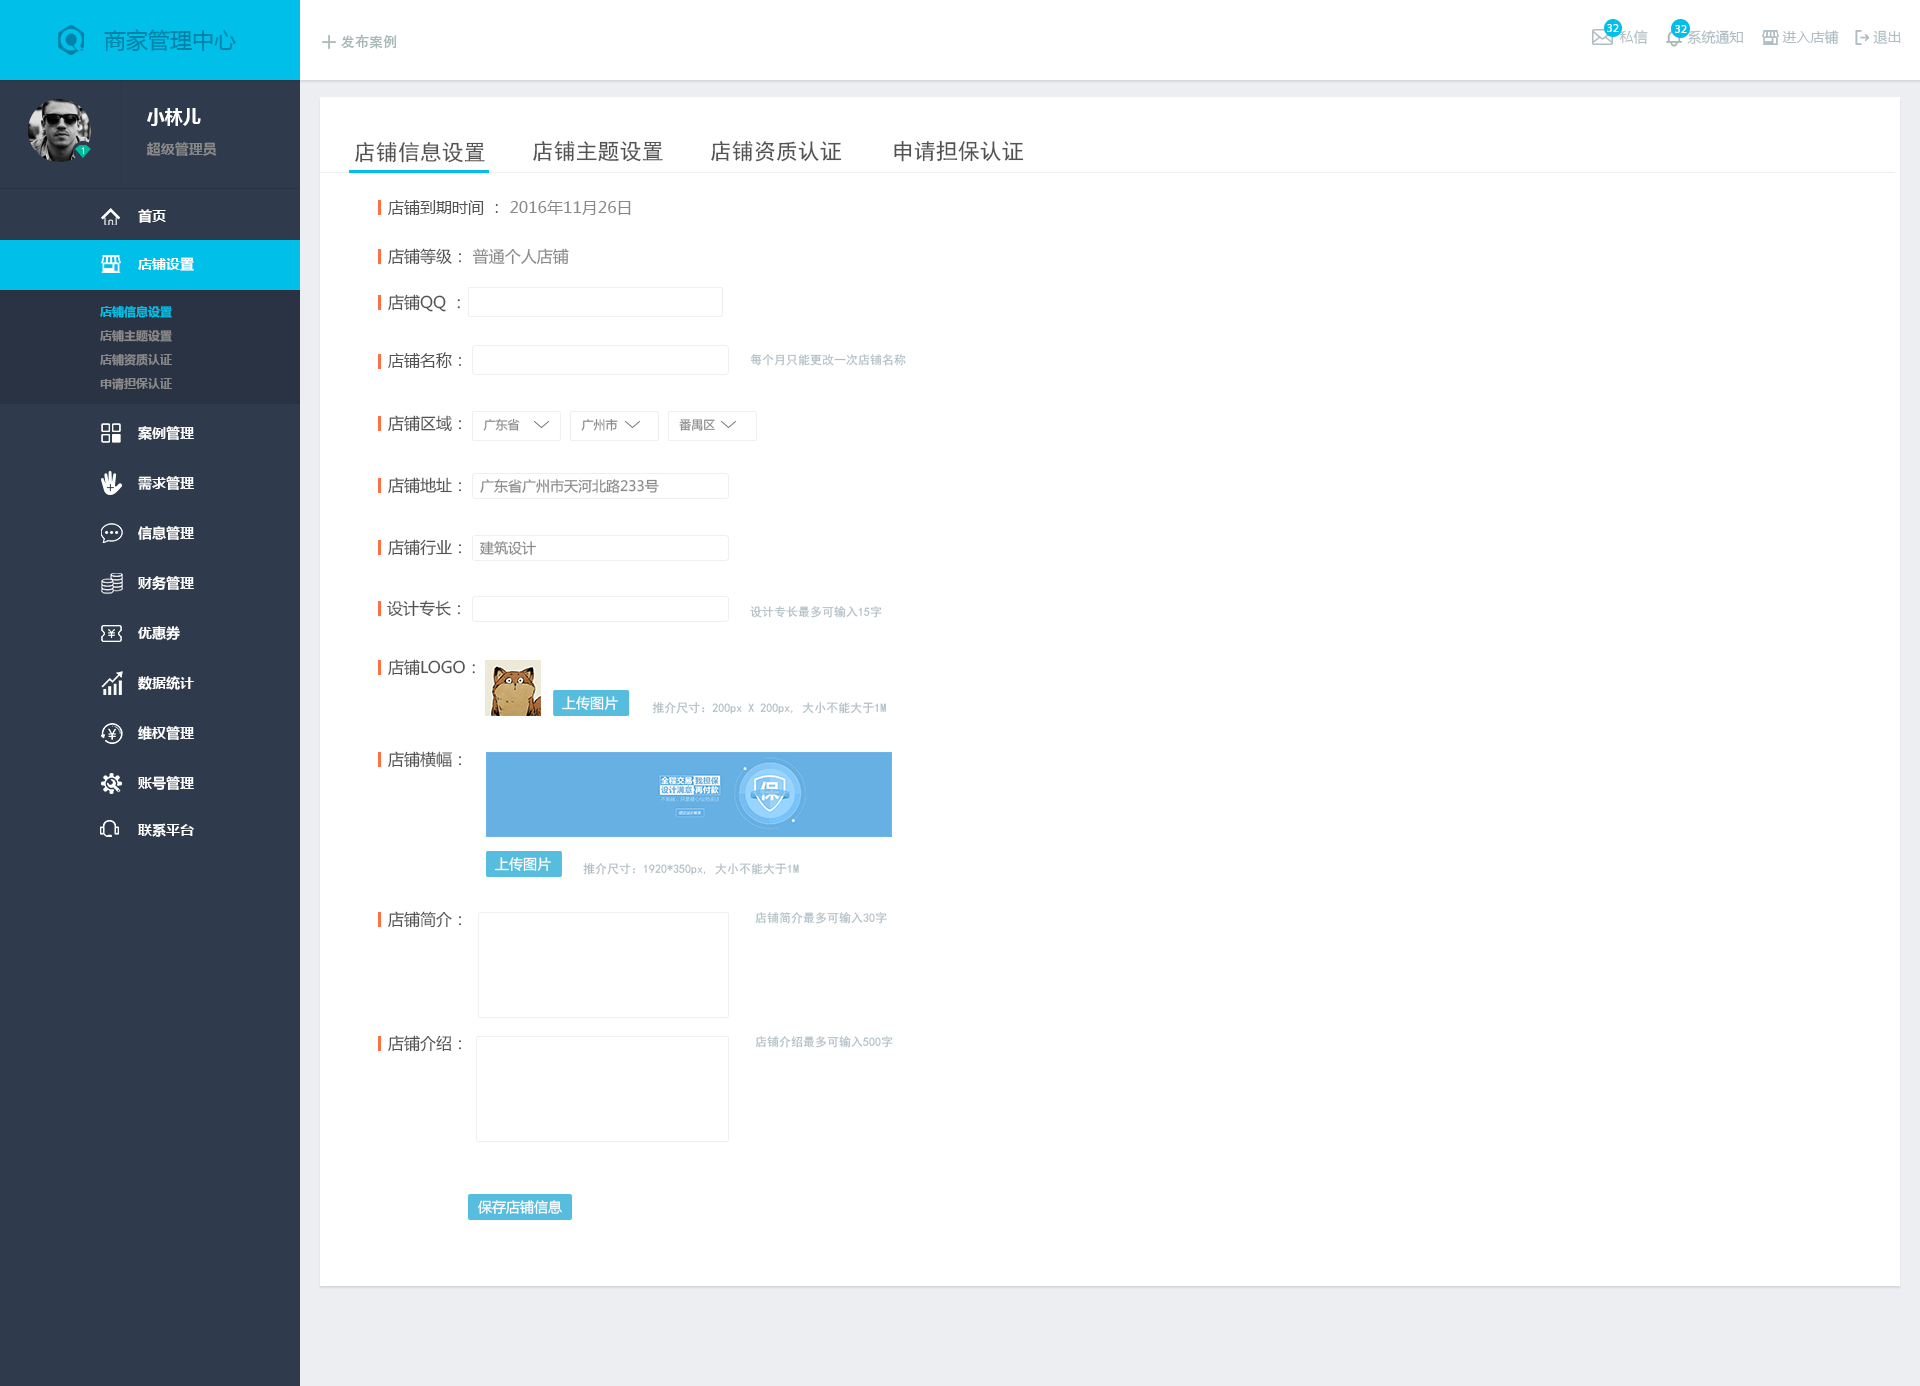 商家管理中心
发布案例
32
私信
32
系统通知
进入店铺
退出
小林儿
超级管理员
1
首页
店铺设置
店铺信息设置
店铺主题设置
店铺资质认证
申请担保认证
案例管理
需求管理
信息管理
财务管理
优惠券
数据统计
维权管理
账号管理
联系平台
店铺信息设置 店铺主题设置 店铺资质认证 申请担保认证
店铺到期时间 ： 2016年11月26日
店铺等级： 普通个人店铺
店铺QQ ：
店铺名称： 每个月只能更改一次店铺名称
店铺区域： 广东省 广州市 番禺区
店铺地址： 广东省广州市天河北路233号
店铺行业： 建筑设计
设计专长： 设计专长最多可输入15字
店铺LOGO： 上传图片 推介尺寸：200px X 200px, 大小不能大于1M
店铺横幅：
全程交易 我担保
设计满意 再付款
保
上传图片 推介尺寸：1920*350px, 大小不能大于1M
店铺简介： 店铺简介最多可输入30字
店铺介绍： 店铺介绍最多可输入500字
保存店铺信息